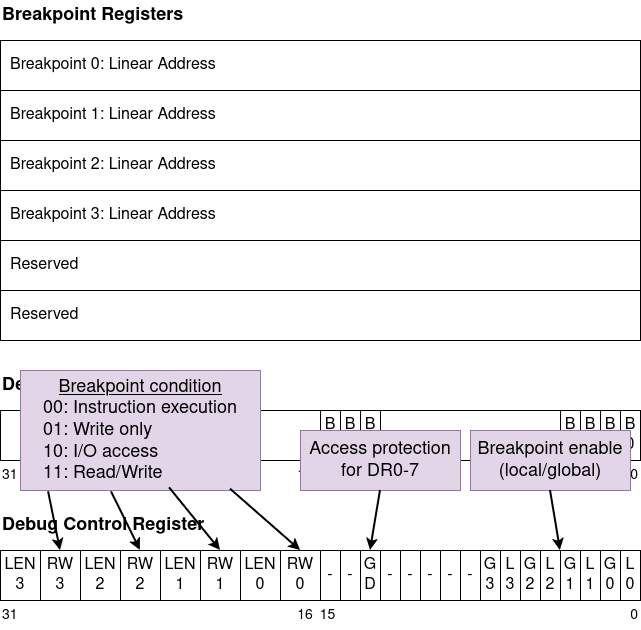 Breakpoint Registers
Breakpoint 0: Linear Address
Breakpoint 1: Linear Address
Breakpoint 2: Linear Address
Breakpoint 3: Linear Address
Reserved
Reserved
Breakpoint condition
00: Instruction execution
01: Write only
10: I/O access
11: Read/Write
B B B B B B B
Access protection
for DR0-7
Breakpoint enable
(local/global)
31 0
Debug Control Register
LEN RW LEN RW LEN RW LEN RW - - G - - - - - G L G L G L G L
3 3 2 2 1 1 0 0 D 3 3 2 2 1 1 0 0
31 16 15 0